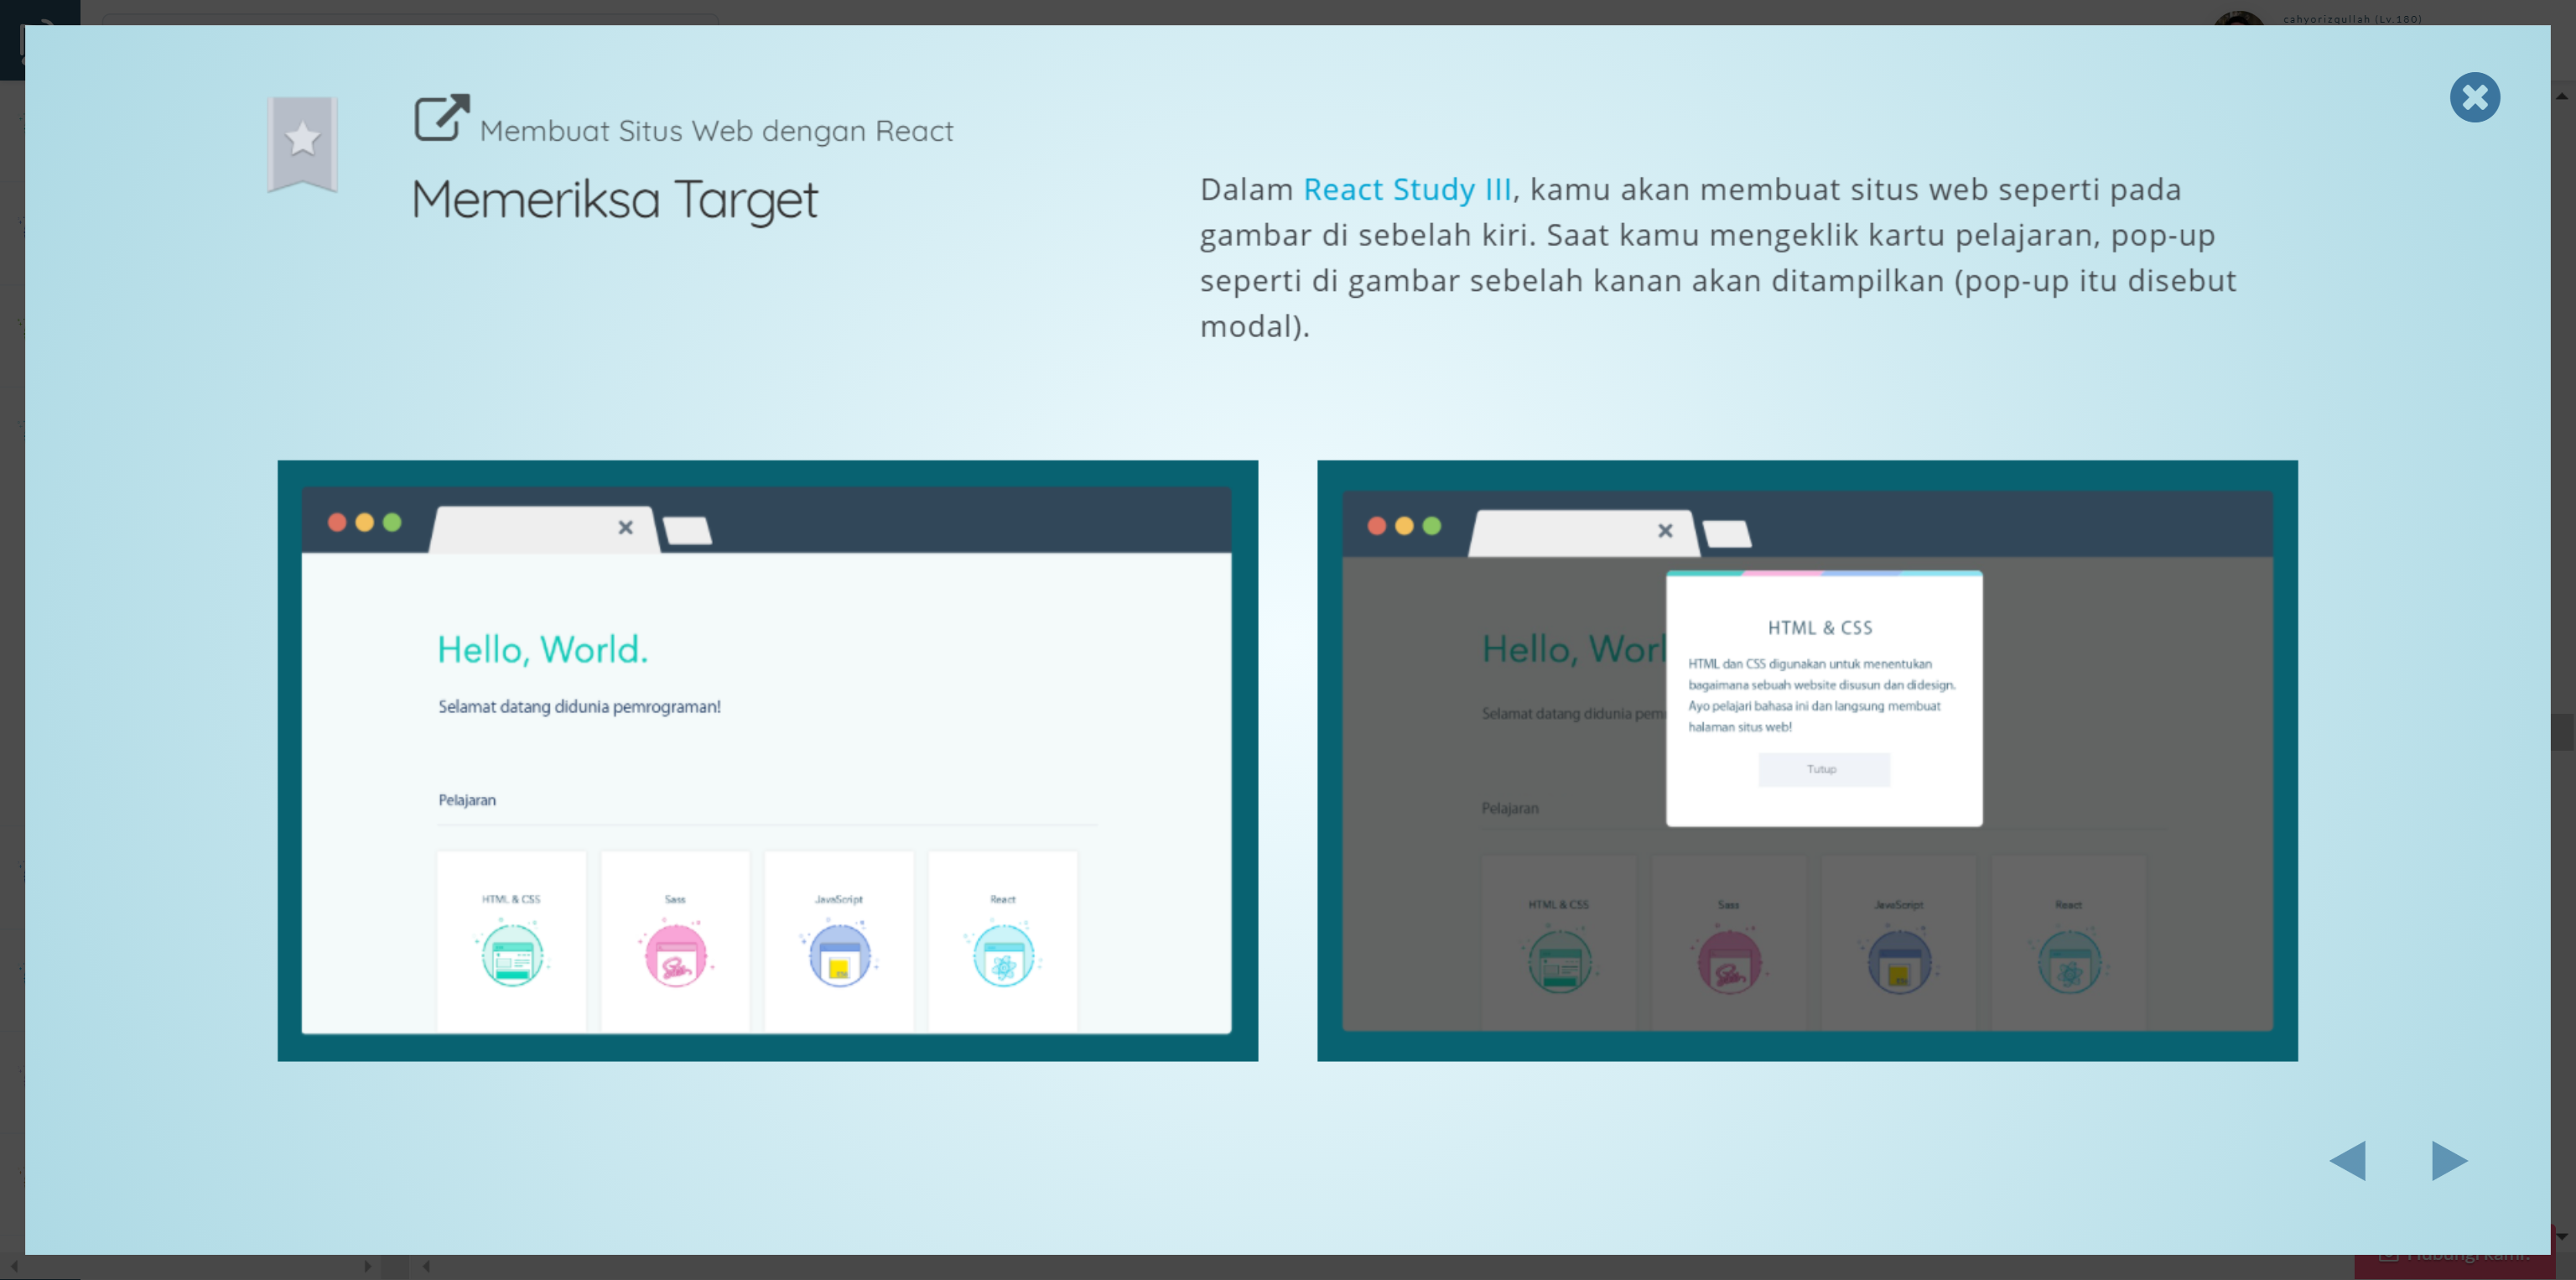 cahyorizqullah (Lv.180)
Membuat Situs Web dengan React
Memeriksa Target
Dalam React Study III, kamu akan membuat situs web seperti pada
gambar di sebelah kiri. Saat kamu mengeklik kartu pelajaran, pop-up
seperti di gambar sebelah kanan akan ditampilkan (pop-up itu disebut
modal).
Hello, World.
Selamat datang didunia pemrograman!
Pelajaran
HTML & CSS
Sass
JavaScript
React
Hello, Worl
Selamat datang didunia pem
Pelajaran
HTML & CSS
Sass
JavaScript
React
HTML & CSS
HTML dan CSS digunakan untuk menentukan
bagaimana sebuah website disusun dan didesign.
Ayo pelajari bahasa ini dan langsung membuat
halaman situs web!
Tutup